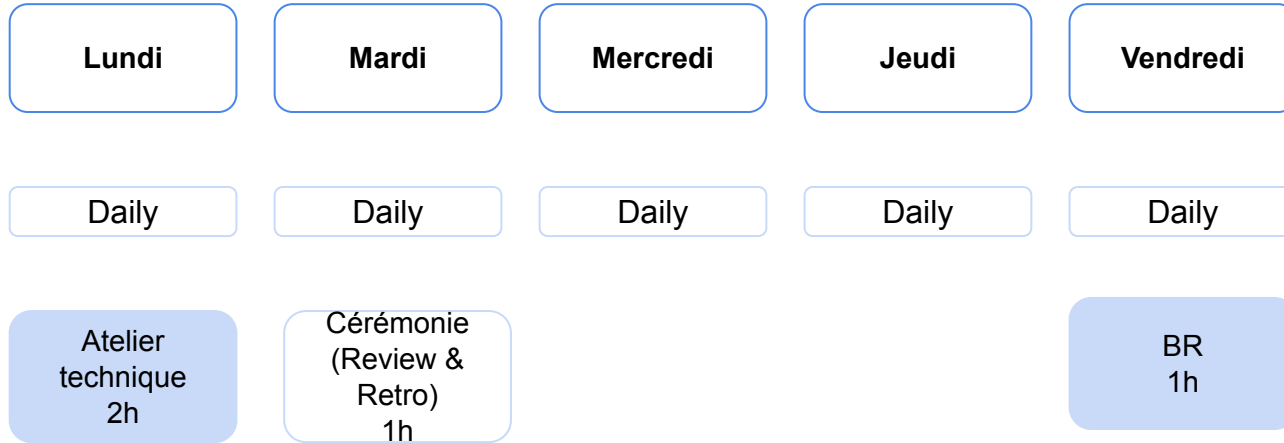 Lundi
Mardi
Mercredi
Jeudi
Vendredi
Daily
Daily
Daily
Daily
Daily
Atelier
technique
2h
Cérémonie
(Review &
Retro)
1h
BR
1h